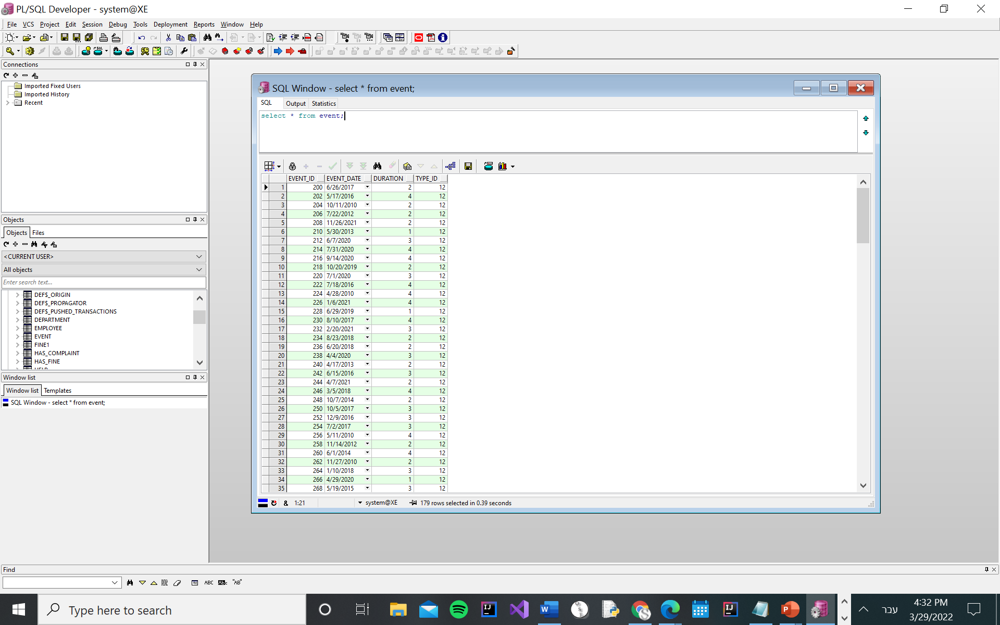 PL/SQL Developer - system@XE
File VCS Project Edit Session Debug Tools Deployment Reports Window Help
Connections
Imported Fixed Users
Imported History
Recent
Objects
Objects Files
<CURRENT USER>
All objects
Enter search text...
DEF$_ORIGIN
DEF$_PROPAGATOR
DEF$_PUSHED_TRANSACTIONS
DEPARTMENT
EMPLOYEE
EVENT
FINE1
HAS_COMPLAINT
HAS_FINE
HELP
Window list
Window list Templates
SQL Window - select * from event;
SQL Window - select * from event;
SQL Output Statistics
select * from event;
EVENT_ID EVENT_DATE DURATION TYPE_ID
1 200 6/26/2017 2 12
2 202 5/17/2016 4 12
3 204 10/11/2010 2 12
4 206 7/22/2012 2 12
5 208 11/26/2021 2 12
6 210 5/30/2013 1 12
7 212 6/7/2020 3 12
8 214 7/31/2020 4 12
9 216 9/14/2020 4 12
10 218 10/20/2019 2 12
11 220 7/1/2020 3 12
12 222 7/18/2016 4 12
13 224 4/28/2010 4 12
14 226 1/6/2021 4 12
15 228 6/29/2019 1 12
16 230 8/10/2017 4 12
17 232 2/20/2021 3 12
18 234 8/23/2018 2 12
19 236 6/20/2018 2 12
20 238 4/4/2020 3 12
21 240 4/17/2013 2 12
22 242 6/15/2016 3 12
23 244 4/7/2021 2 12
24 246 3/5/2018 4 12
25 248 10/7/2014 2 12
26 250 10/5/2017 3 12
27 252 12/9/2016 3 12
28 254 7/2/2017 3 12
29 256 5/11/2010 4 12
30 258 11/14/2012 2 12
31 260 6/1/2014 4 12
32 262 11/27/2010 2 12
33 264 1/10/2018 3 12
34 266 4/29/2020 1 12
35 268 5/19/2015 3 12
& 1:21 system@XE 179 rows selected in 0.39 seconds
Find
ABC "AB"
Type here to search
עבר
4:32 PM
3/29/2022